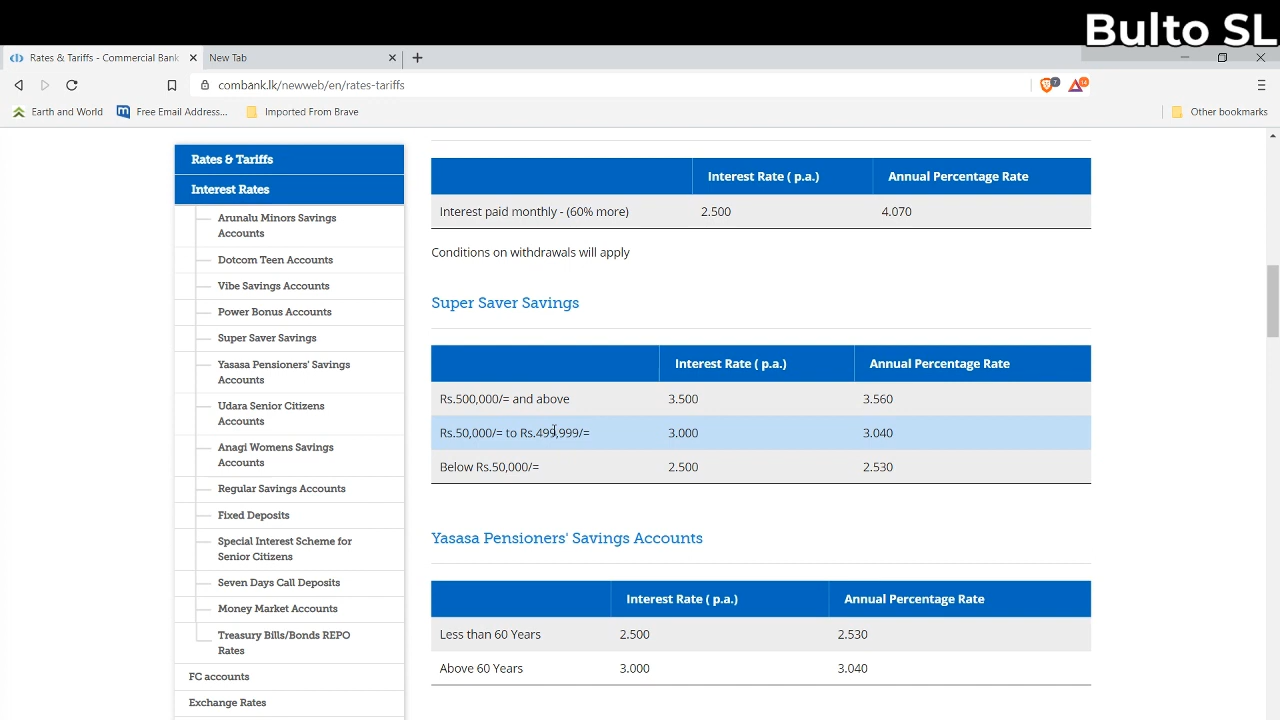 Bulto SL
Rates & Tariffs - Commercial Bank
New Tab
combank.lk/newweb/en/rates-tariffs
7
14
Earth and World
Free Email Address...
Imported From Brave
Other bookmarks
Rates & Tariffs
Interest Rates
Arunalu Minors Savings
Accounts
Dotcom Teen Accounts
Vibe Savings Accounts
Power Bonus Accounts
Super Saver Savings
Yasasa Pensioners' Savings
Accounts
Udara Senior Citizens
Accounts
Anagi Womens Savings
Accounts
Regular Savings Accounts
Fixed Deposits
Special Interest Scheme for
Senior Citizens
Seven Days Call Deposits
Money Market Accounts
Treasury Bills/Bonds REPO
Rates
FC accounts
Exchange Rates
Interest Rate ( p.a.) Annual Percentage Rate
Interest paid monthly - (60% more) 2.500 4.070
Conditions on withdrawals will apply
Super Saver Savings
Interest Rate ( p.a.) Annual Percentage Rate
Rs.500,000/= and above 3.500 3.560
Rs.50,000/= to Rs.499,999/= 3.000 3.040
Below Rs.50,000/= 2.500 2.530
Yasasa Pensioners' Savings Accounts
Interest Rate ( p.a.) Annual Percentage Rate
Less than 60 Years 2.500 2.530
Above 60 Years 3.000 3.040